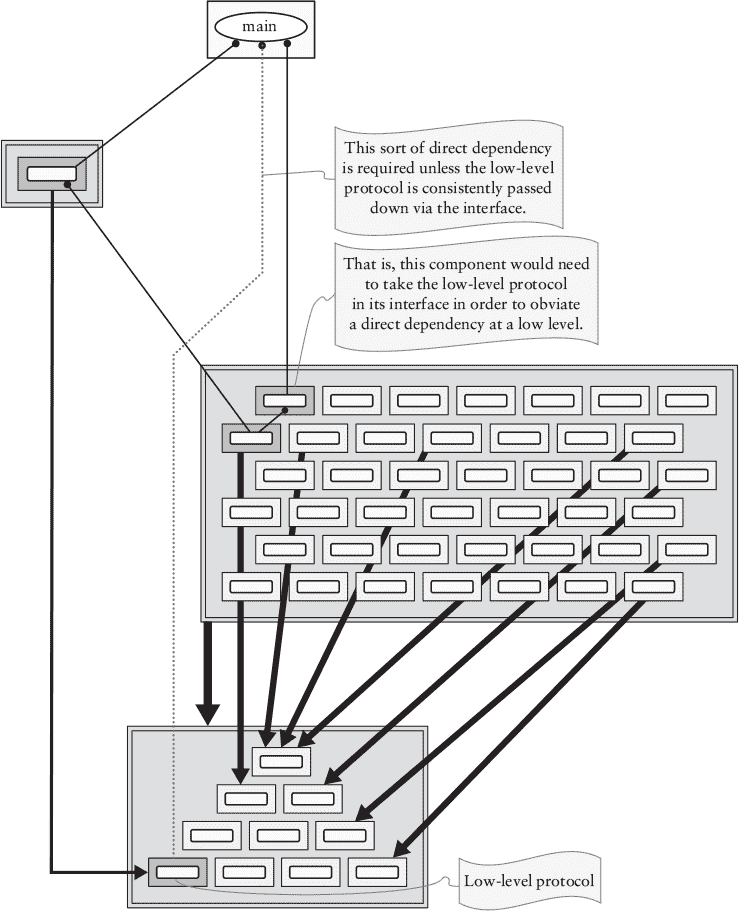 main
This sort of direct dependency
is required unless the low-level
protocol is consistently passed
down via the interface.
That is, this component would need
to take the low-level protocol
in its interface in order to obviate
a direct dependency at a low level.
Low-level protocol